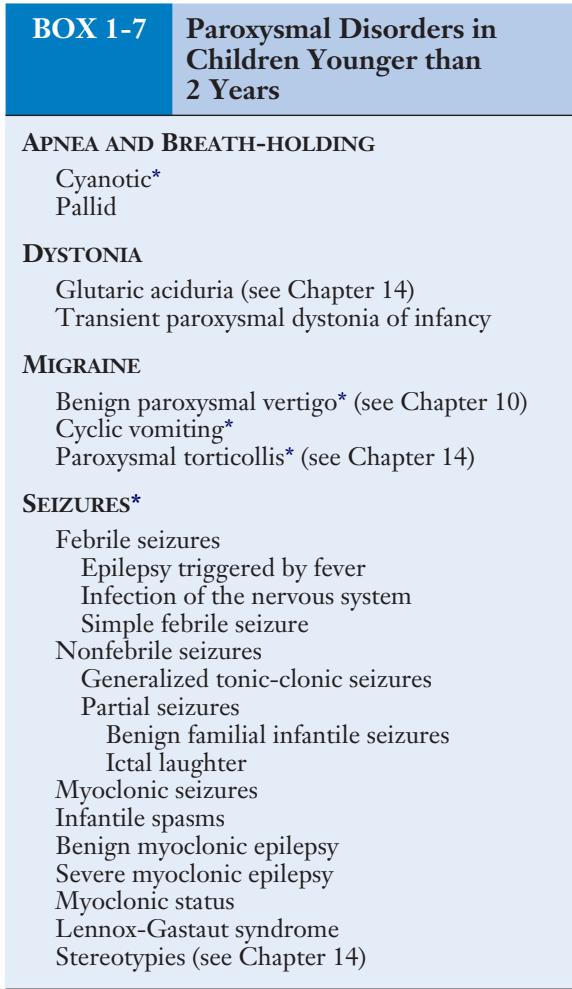 BOX 1-7
Paroxysmal Disorders in
Children Younger than
2 Years
APNEA AND BREATH-HOLDING
Cyanotic*
Pallid
DYSTONIA
Glutaric aciduria (see Chapter 14)
Transient paroxysmal dystonia of infancy
MIGRAINE
Benign paroxysmal vertigo* (see Chapter 10)
Cyclic vomiting*
Paroxysmal torticollis* (see Chapter 14)
SEIZURES*
Febrile seizures
Epilepsy triggered by fever
Infection of the nervous system
Simple febrile seizure
Nonfebrile seizures
Generalized tonic-clonic seizures
Partial seizures
Benign familial infantile seizures
Ictal laughter
Myoclonic seizures
Infantile spasms
Benign myoclonic epilepsy
Severe myoclonic epilepsy
Myoclonic status
Lennox-Gastaut syndrome
Stereotypies (see Chapter 14)